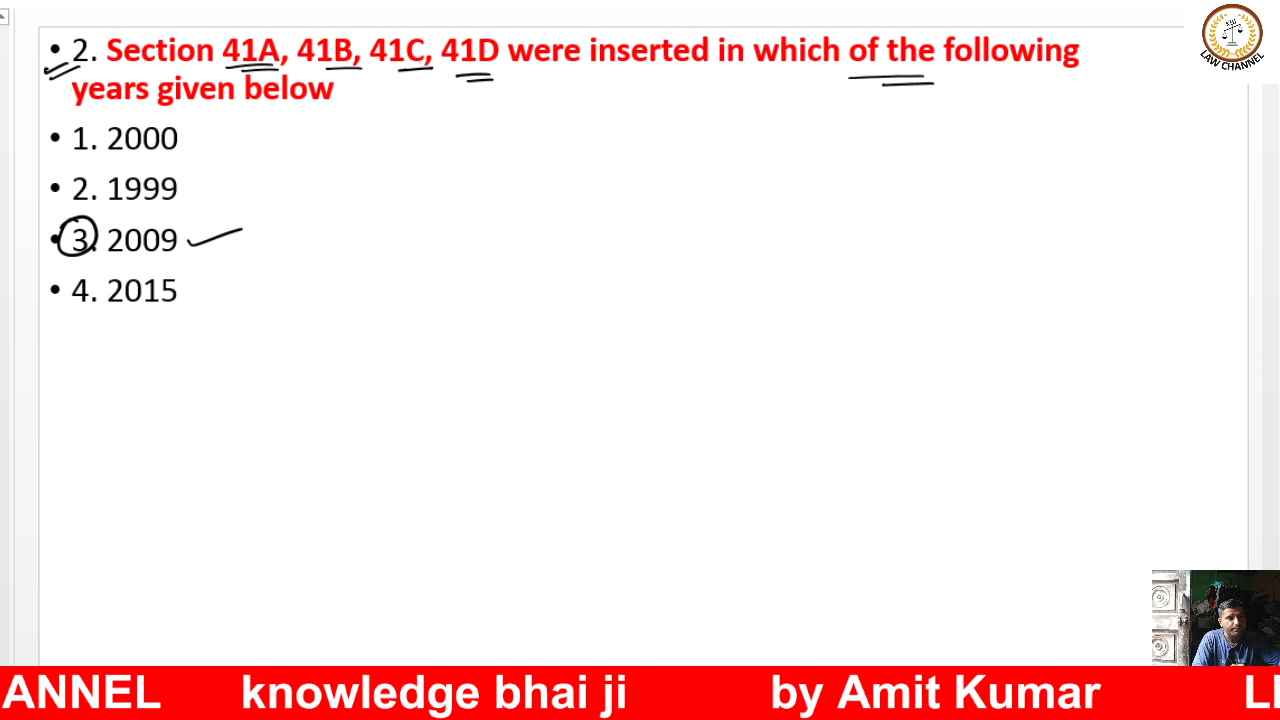 • 2. Section 41A, 41B, 41C, 41D were inserted in which of the following
years given below
• 1. 2000
• 2. 1999
• 3. 2009
• 4. 2015
LAW CHANNEL
ANNEL knowledge bhai ji by Amit Kumar